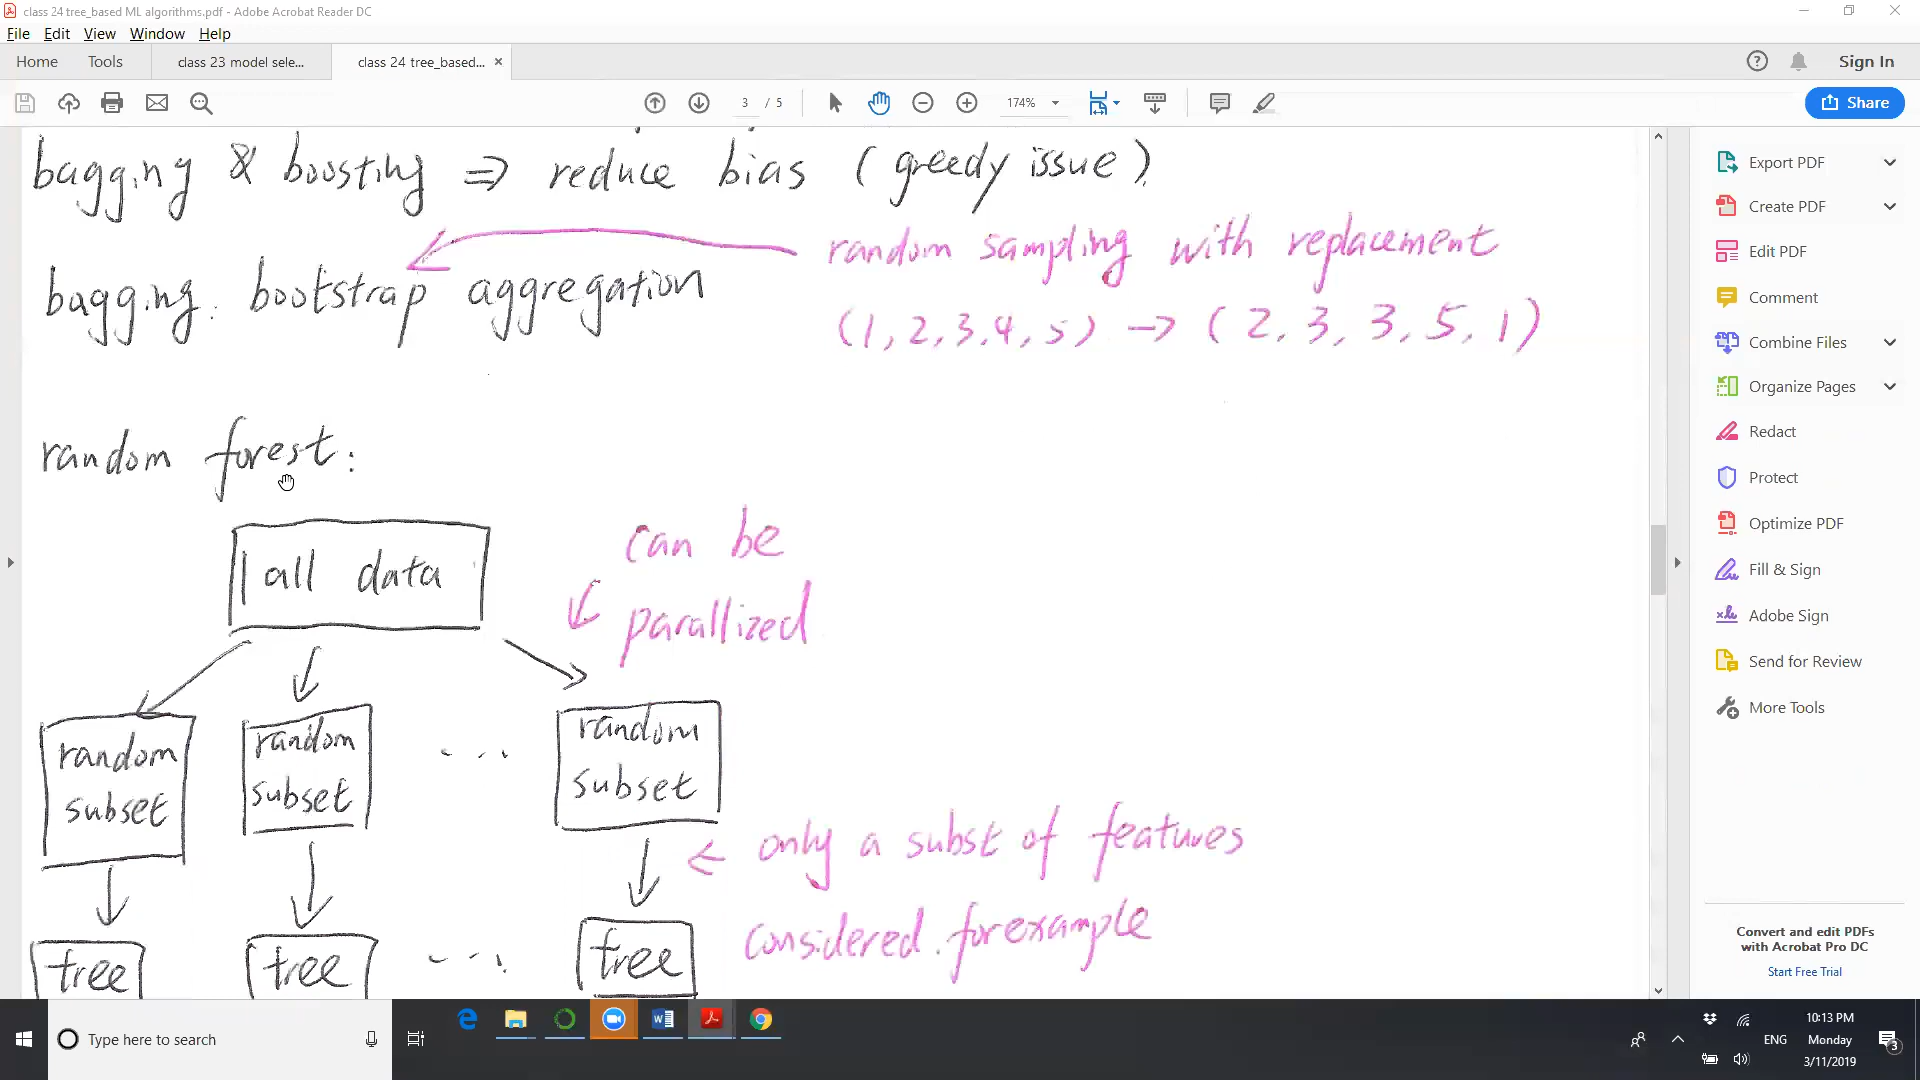 class 24 tree_based ML algorithms.pdf - Adobe Acrobat Reader DC
File Edit View Window Help
Home Tools class 23 model sele... class 24 tree_based... × Sign In
3 / 5 174% Share
bagging & boosting ⇒ reduce bias (greedy issue).
random sampling with replacement
bagging: bootstrap aggregation
(1, 2, 3, 4, 5) → (2, 3, 3, 5, 1)
random forest:
all data
can be
parallized
random subset
random subset
...
random subset
← only a subst of features
considered. for example
tree
tree
...
tree
Export PDF
Create PDF
Edit PDF
Comment
Combine Files
Organize Pages
Redact
Protect
Optimize PDF
Fill & Sign
Adobe Sign
Send for Review
More Tools
Convert and edit PDFs
with Acrobat Pro DC
Start Free Trial
Type here to search
ENG
10:13 PM
Monday
3/11/2019
3